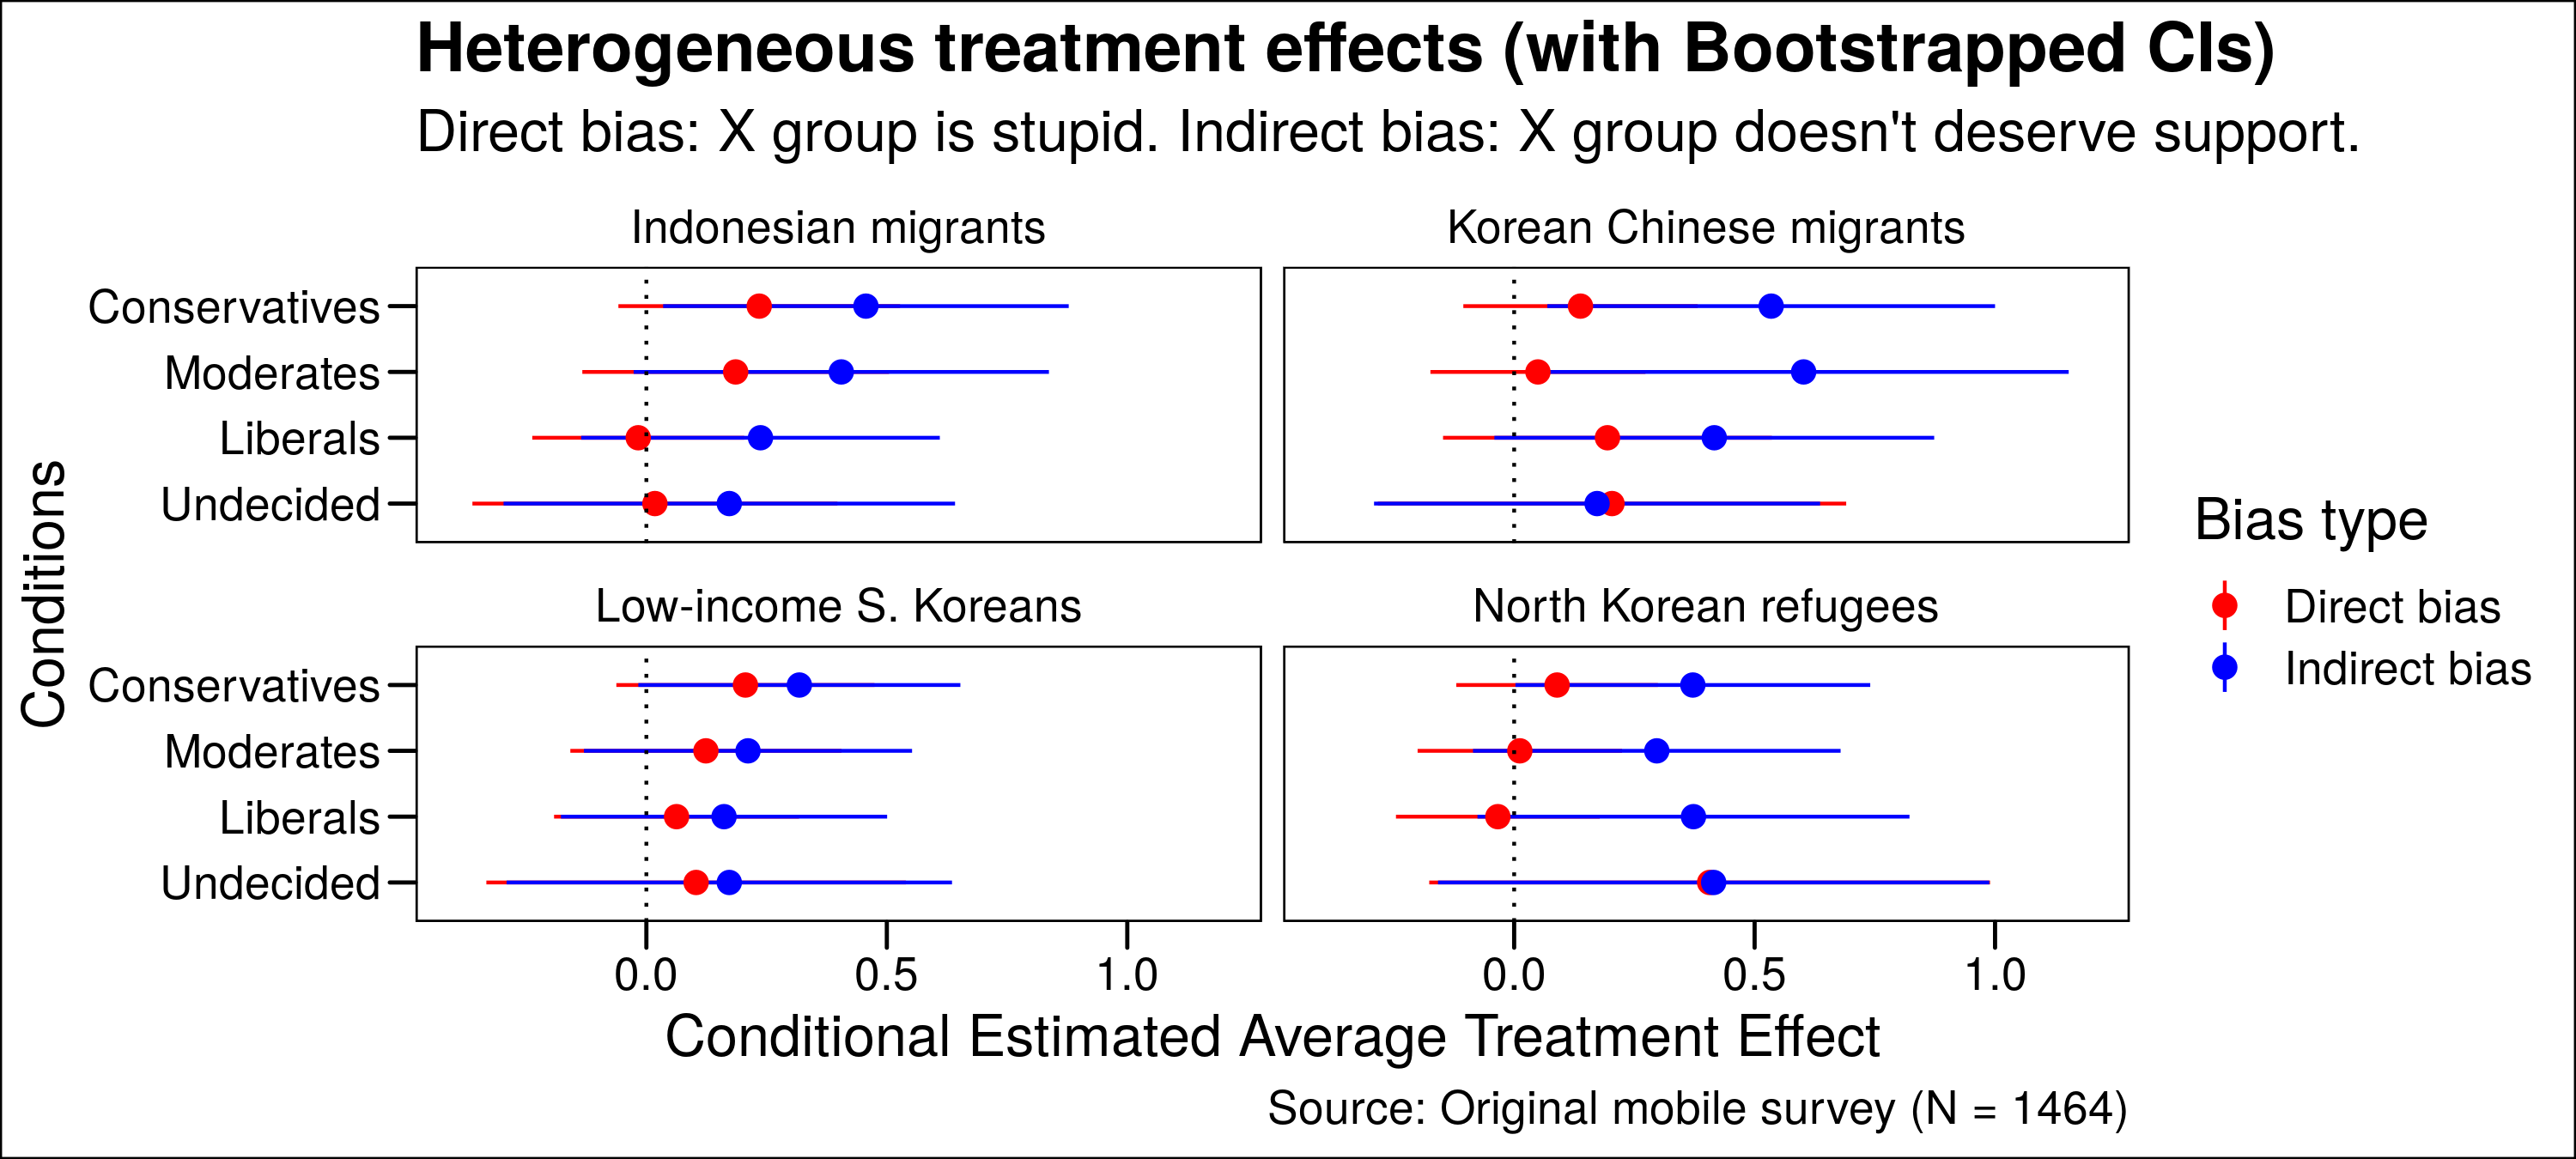 Heterogeneous treatment effects (with Bootstrapped CIs)
Direct bias: X group is stupid. Indirect bias: X group doesn't deserve support.
Indonesian migrants
Korean Chinese migrants
Conservatives
Moderates
Liberals
Undecided
Low-income S. Koreans
North Korean refugees
Conservatives
Moderates
Liberals
Undecided
Conditions
0.0 0.5 1.0
0.0 0.5 1.0
Conditional Estimated Average Treatment Effect
Bias type
Direct bias
Indirect bias
Source: Original mobile survey (N = 1464)